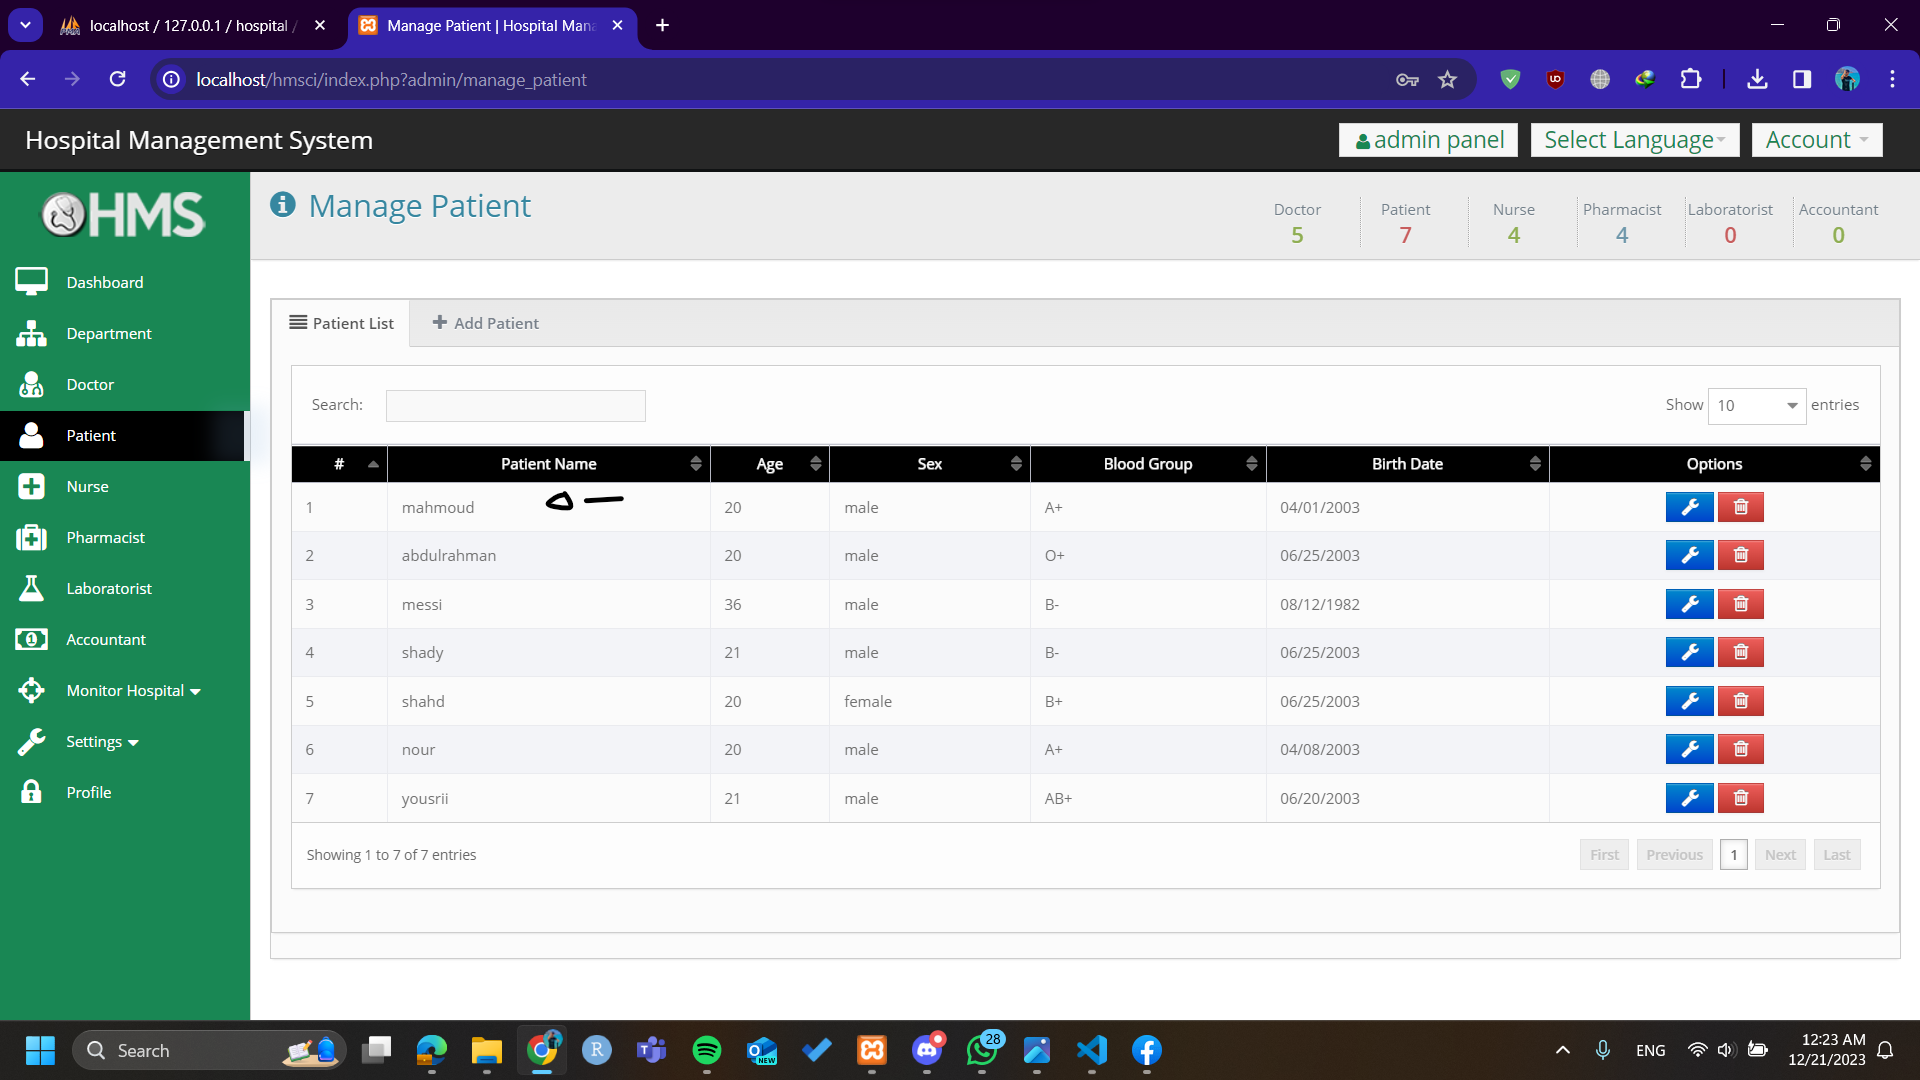 localhost / 127.0.0.1 / hospital /
Manage Patient | Hospital Mana
localhost/hmsci/index.php?admin/manage_patient
Hospital Management System
admin panel
Select Language
Account
HMS
Manage Patient
Doctor Patient Nurse Pharmacist Laboratorist Accountant
5 7 4 4 0 0
Dashboard
Department
Doctor
Patient
Nurse
Pharmacist
Laboratorist
Accountant
Monitor Hospital
Settings
Profile
Patient List
Add Patient
Search:
Show 10 entries
# Patient Name Age Sex Blood Group Birth Date Options
1 mahmoud 20 male A+ 04/01/2003
2 abdulrahman 20 male O+ 06/25/2003
3 messi 36 male B- 08/12/1982
4 shady 21 male B- 06/25/2003
5 shahd 20 female B+ 06/25/2003
6 nour 20 male A+ 04/08/2003
7 yousrii 21 male AB+ 06/20/2003
Showing 1 to 7 of 7 entries
First Previous 1 Next Last
Search
NEW
28
ENG
12:23 AM
12/21/2023